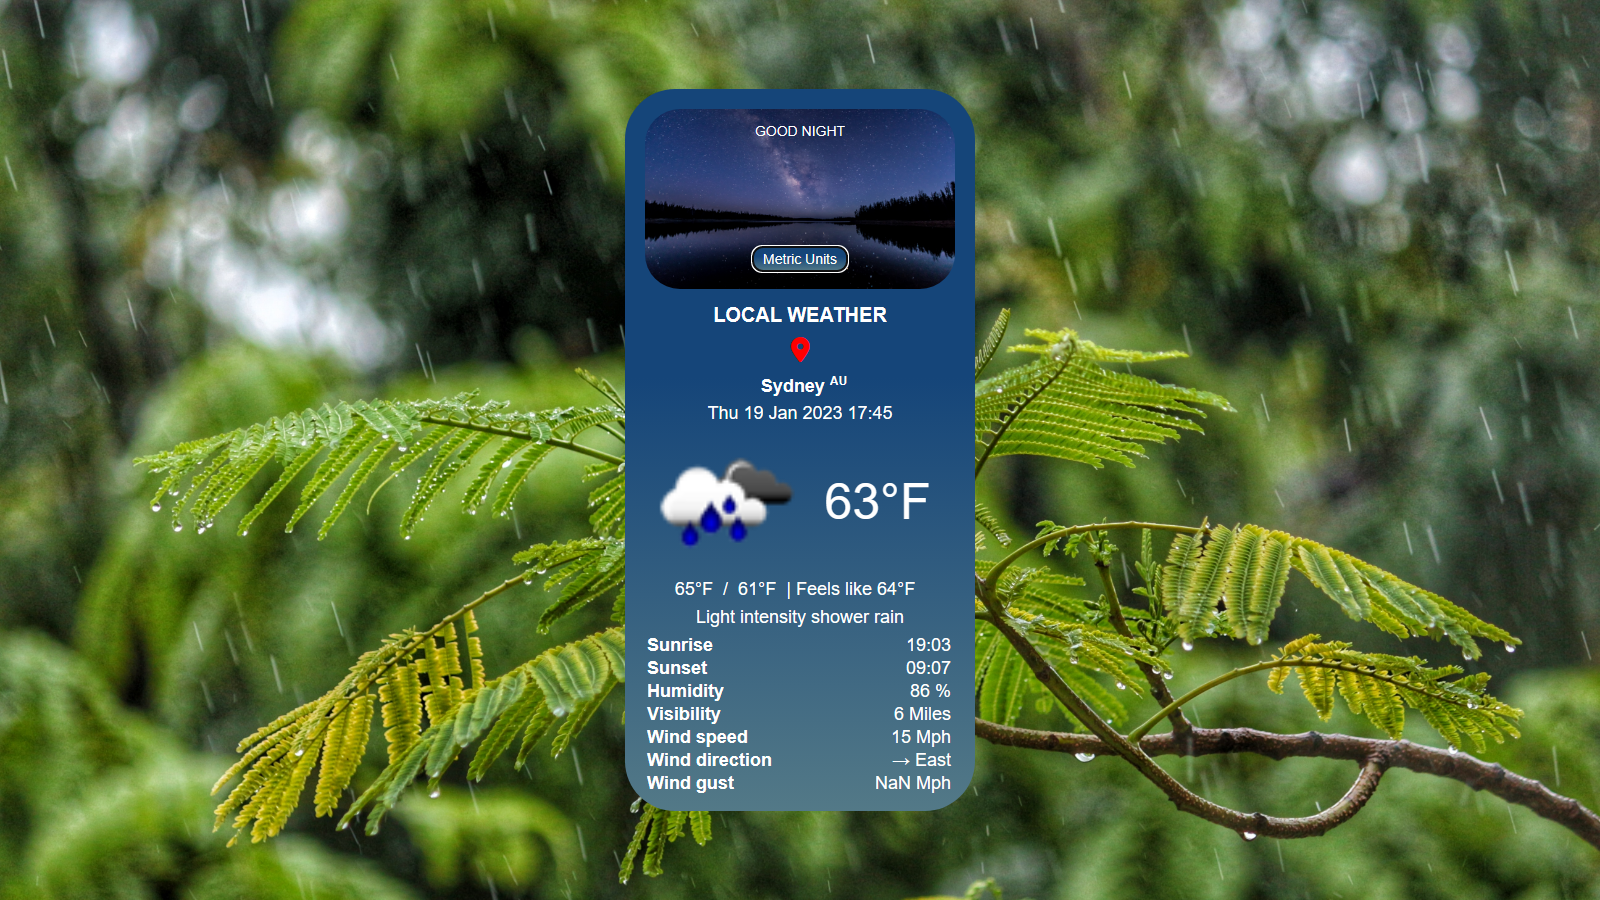 GOOD NIGHT
Metric Units
LOCAL WEATHER
Sydney AU
Thu 19 Jan 2023 17:45
63°F
65°F / 61°F | Feels like 64°F
Light intensity shower rain
Sunrise 19:03
Sunset 09:07
Humidity 86 %
Visibility 6 Miles
Wind speed 15 Mph
Wind direction → East
Wind gust NaN Mph